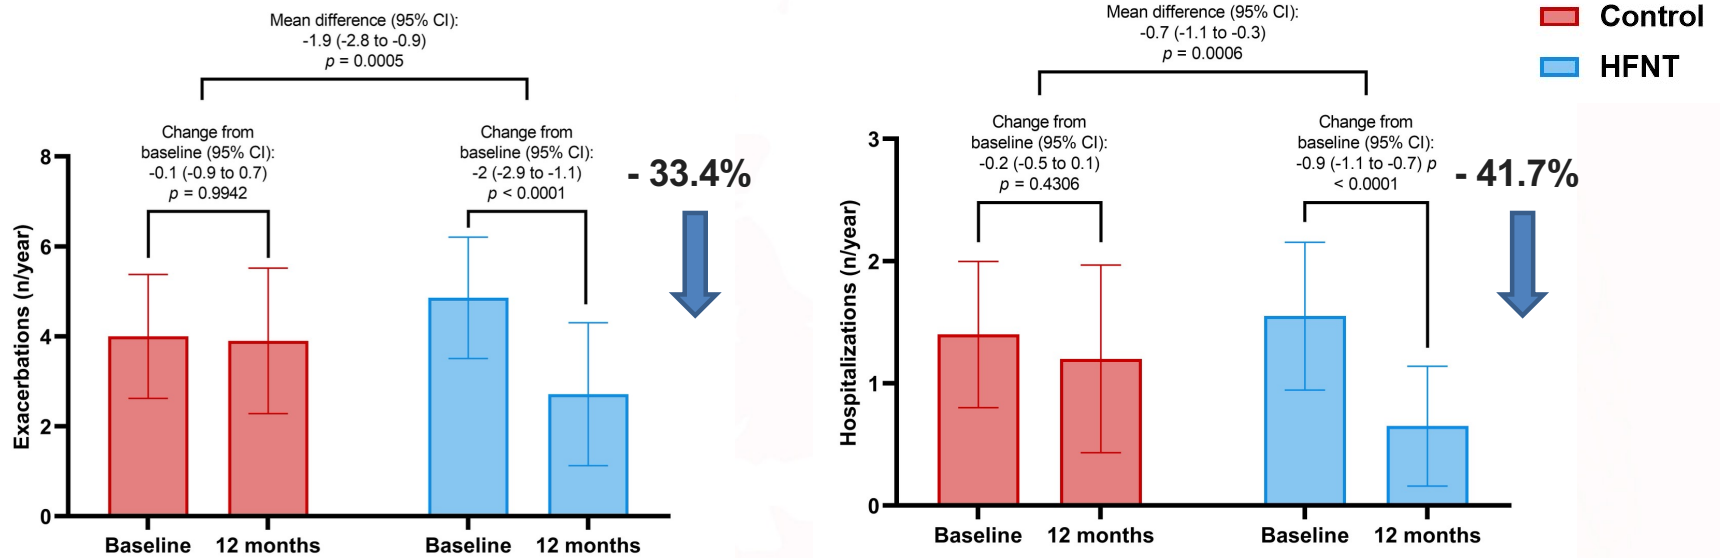 Mean difference (95% CI):
-1.9 (-2.8 to -0.9)
p = 0.0005
Change from
baseline (95% CI):
-0.1 (-0.9 to 0.7)
p = 0.9942
Change from
baseline (95% CI):
-2 (-2.9 to -1.1)
p < 0.0001
- 33.4%
Exacerbations (n/year)
8
6
4
2
0
Baseline
12 months
Baseline
12 months
Mean difference (95% CI):
-0.7 (-1.1 to -0.3)
p = 0.0006
Change from
baseline (95% CI):
-0.2 (-0.5 to 0.1)
p = 0.4306
Change from
baseline (95% CI):
-0.9 (-1.1 to -0.7) p
< 0.0001
- 41.7%
Hospitalizations (n/year)
3
2
1
0
Baseline
12 months
Baseline
12 months
Control
HFNT